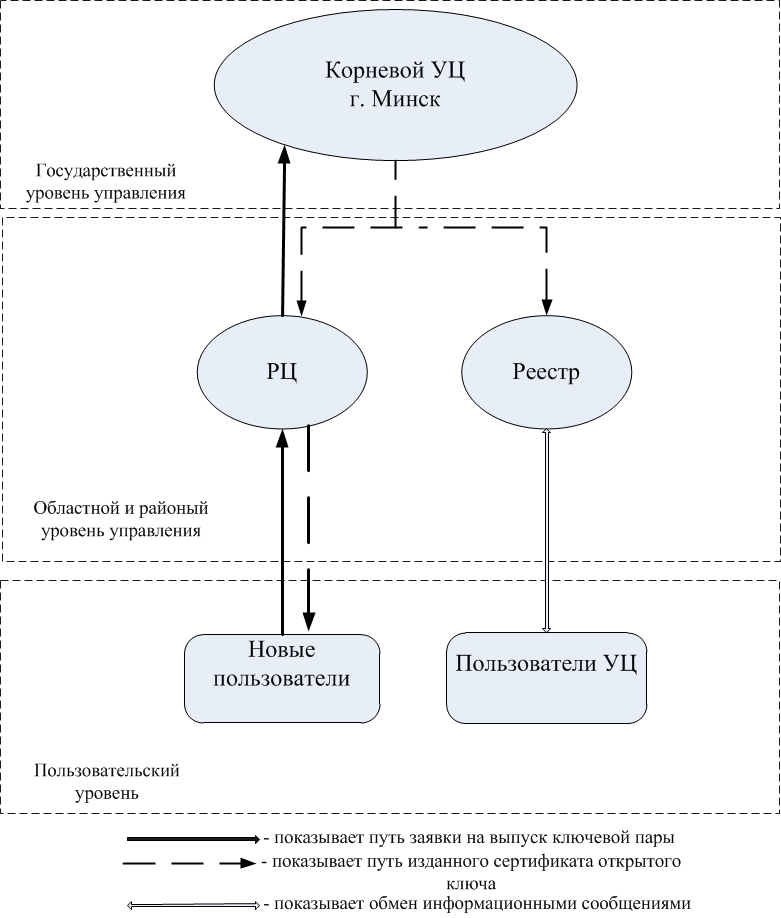 Корневой УЦ
г. Минск
Государственный
уровень управления
РЦ
Реестр
Областной и районый
уровень управления
Новые
пользователи
Пользователи УЦ
Пользовательский
уровень
- показывает путь заявки на выпуск ключевой пары
- показывает путь изданного сертификата открытого
ключа
- показывает обмен информационными сообщениями